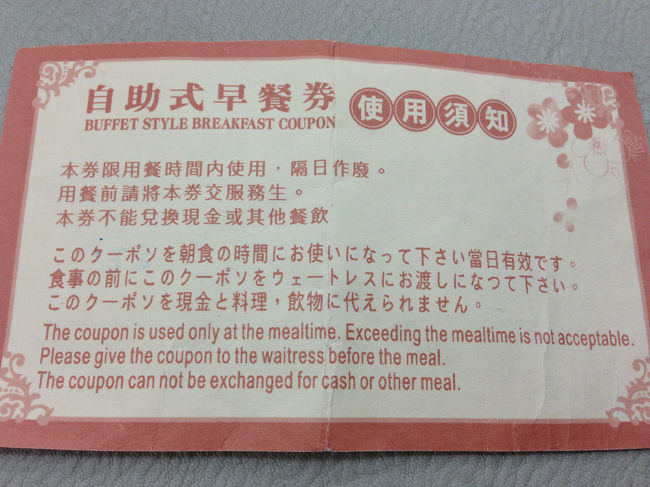 自助式早餐券 使用須知
BUFFET STYLE BREAKFAST COUPON
本券限用餐時間内使用，隔日作廢。
用餐前請將本券交服務生。
本券不能兌換現金或其他餐飲
このクーポソを朝食の時間にお使いになって下さい當日有效です。
食事の前にこのクーポソをウェートレスにお渡しになつて下さい。
このクーポソを現金と料理，飲物に代えられません。
The coupon is used only at the mealtime. Exceeding the mealtime is not acceptable.
Please give the coupon to the waitress before the meal.
The coupon can not be exchanged for cash or other meal.